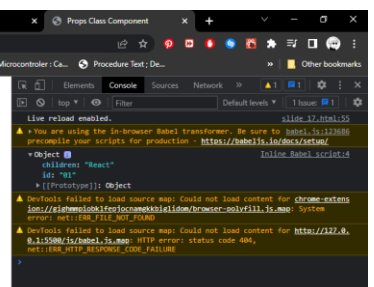 Props Class Component
Microcontroler : Ca...
Procedure Text ; De...
Other bookmarks
Elements
Console
Sources
Network
1
1
top
Filter
Default levels
1 Issue:
1
Live reload enabled.
slide 17.html:55
You are using the in-browser Babel transformer. Be sure to
babel.js:123686
precompile your scripts for production - https://babeljs.io/docs/setup/
Object
Inline Babel script:4
children: "React"
id: "01"
[[Prototype]]: Object
DevTools failed to load source map: Could not load content for chrome-extens
error: net::ERR_FILE_NOT_FOUND
DevTools failed to load source map: Could not load content for http://127.0.
0.1:5500/js/babel.js.map: HTTP error: status code 404,
net::ERR_HTTP_RESPONSE_CODE_FAILURE